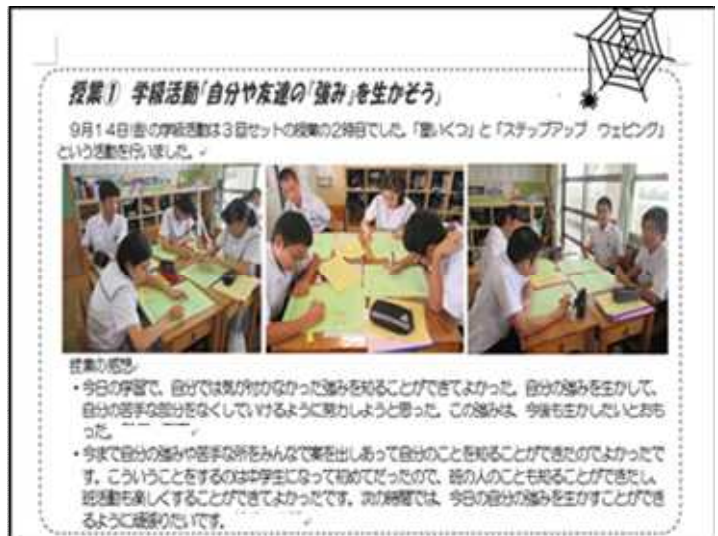 授業① 学級活動「自分や友達の「強み」を生かそう」
9月14日(金)の学級活動は3回セットの授業の2時間目でした。「里いくつ」と「ステップアップ ウェビング」
という活動を行いました。
授業の感想
・今日の学習で、自分では気が付かなかった強みを知ることができてよかった。自分の強みを生かして、
自分の苦手な部分をなくしていけるように努力しようと思った。この強みは、今後も生かしたいとおも
った。
・今まで自分の強みや苦手な所をみんなで案を出しあって自分のことを知ることができたのでよかったで
す。こういうことをするのは中学生になって初めてだったので、班の人のことも知ることができたし、
班活動も楽しくすることができてよかったです。次の時間では、今日の自分の強みを生かすことができ
るように頑張りたいです。